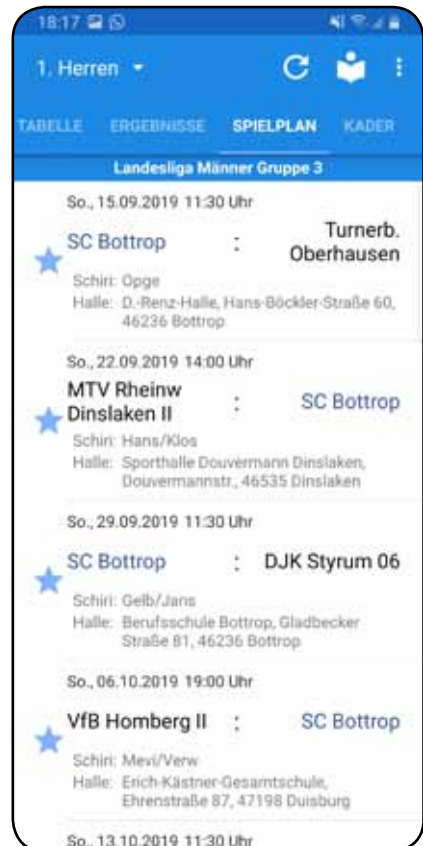 18:17
1. Herren
TABELLE ERGEBNISSE SPIELPLAN KADER
Landesliga Männer Gruppe 3
So., 15.09.2019 11:30 Uhr
SC Bottrop : Turnerb. Oberhausen
Schiri: Opge
Halle: D.-Renz-Halle, Hans-Böckler-Straße 60,
46236 Bottrop
So., 22.09.2019 14:00 Uhr
MTV Rheinw
Dinslaken II : SC Bottrop
Schiri: Hans/Klos
Halle: Sporthalle Douvermann Dinslaken,
Douvermannstr., 46535 Dinslaken
So., 29.09.2019 11:30 Uhr
SC Bottrop : DJK Styrum 06
Schiri: Gelb/Jans
Halle: Berufsschule Bottrop, Gladbecker
Straße 81, 46236 Bottrop
So., 06.10.2019 19:00 Uhr
VfB Homberg II : SC Bottrop
Schiri: Mevi/Verw
Halle: Erich-Kästner-Gesamtschule,
Ehrenstraße 87, 47198 Duisburg
So., 13.10.2019 11:30 Uhr